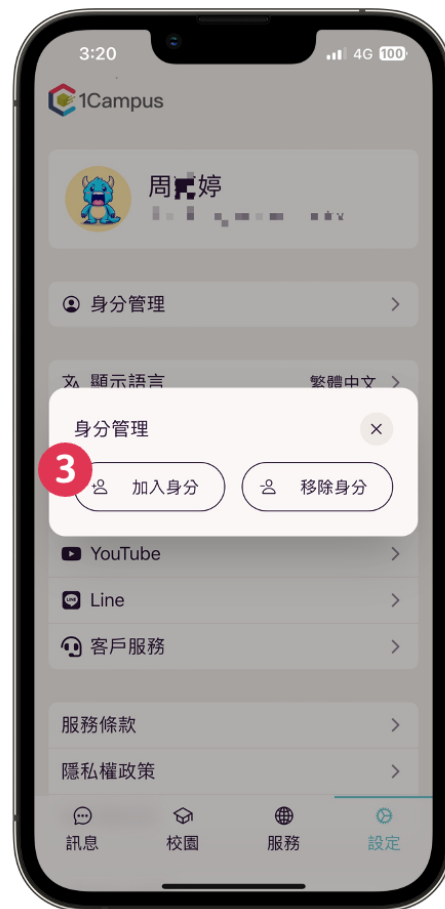 3:20
4G 100
1Campus
周 婷
身分管理
文A 顯示語言 繁體中文
身分管理
3
加入身分 移除身分
YouTube
Line
客戶服務
服務條款
隱私權政策
訊息 校園 服務 設定